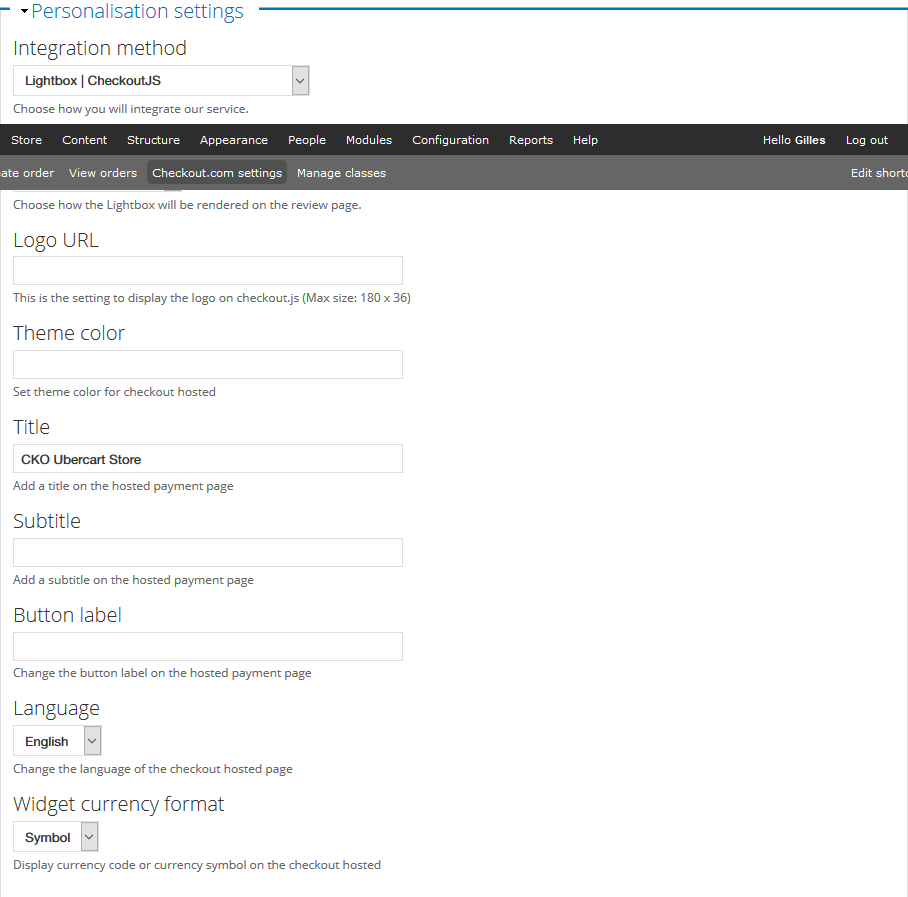 Personalisation settings
Integration method
Lightbox | CheckoutJS
Choose how you will integrate our service.
Store Content Structure Appearance People Modules Configuration Reports Help Hello Gilles Log out
ate order View orders Checkout.com settings Manage classes Edit shortc
Choose how the Lightbox will be rendered on the review page.
Logo URL
This is the setting to display the logo on checkout.js (Max size: 180 x 36)
Theme color
Set theme color for checkout hosted
Title
CKO Ubercart Store
Add a title on the hosted payment page
Subtitle
Add a subtitle on the hosted payment page
Button label
Change the button label on the hosted payment page
Language
English
Change the language of the checkout hosted page
Widget currency format
Symbol
Display currency code or currency symbol on the checkout hosted